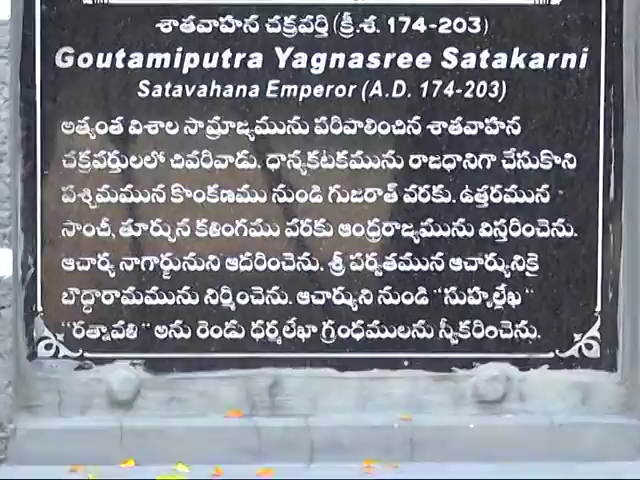 శాతవాహన చక్రవర్తి (క్రీ.శ. 174-203)
Goutamiputra Yagnasree Satakarni
Satavahana Emperor (A.D. 174-203)
అత్యంత విశాల సామ్రాజ్యమును పరిపాలించిన శాతవాహన
చక్రవర్తులలో చివరివాడు. ధాన్యకటకమును రాజధానిగా చేసుకొని
పశ్చిమమున కొంకణము నుండి గుజరాత్ వరకు. ఉత్తరమున
సాంచీ, తూర్పున కళింగము వరకు ఆంధ్రరాజ్యమును విస్తరించెను.
ఆచార్య నాగార్జునుని ఆదరించెను. శ్రీ పర్వతమున ఆచార్యునికై
బౌద్ధారామమును నిర్మించెను. ఆచార్యుని నుండి "సుహృల్లేఖ"
"రత్నావతి" అను రెండు ధర్మలేఖా గ్రంథములను స్వీకరించెను.